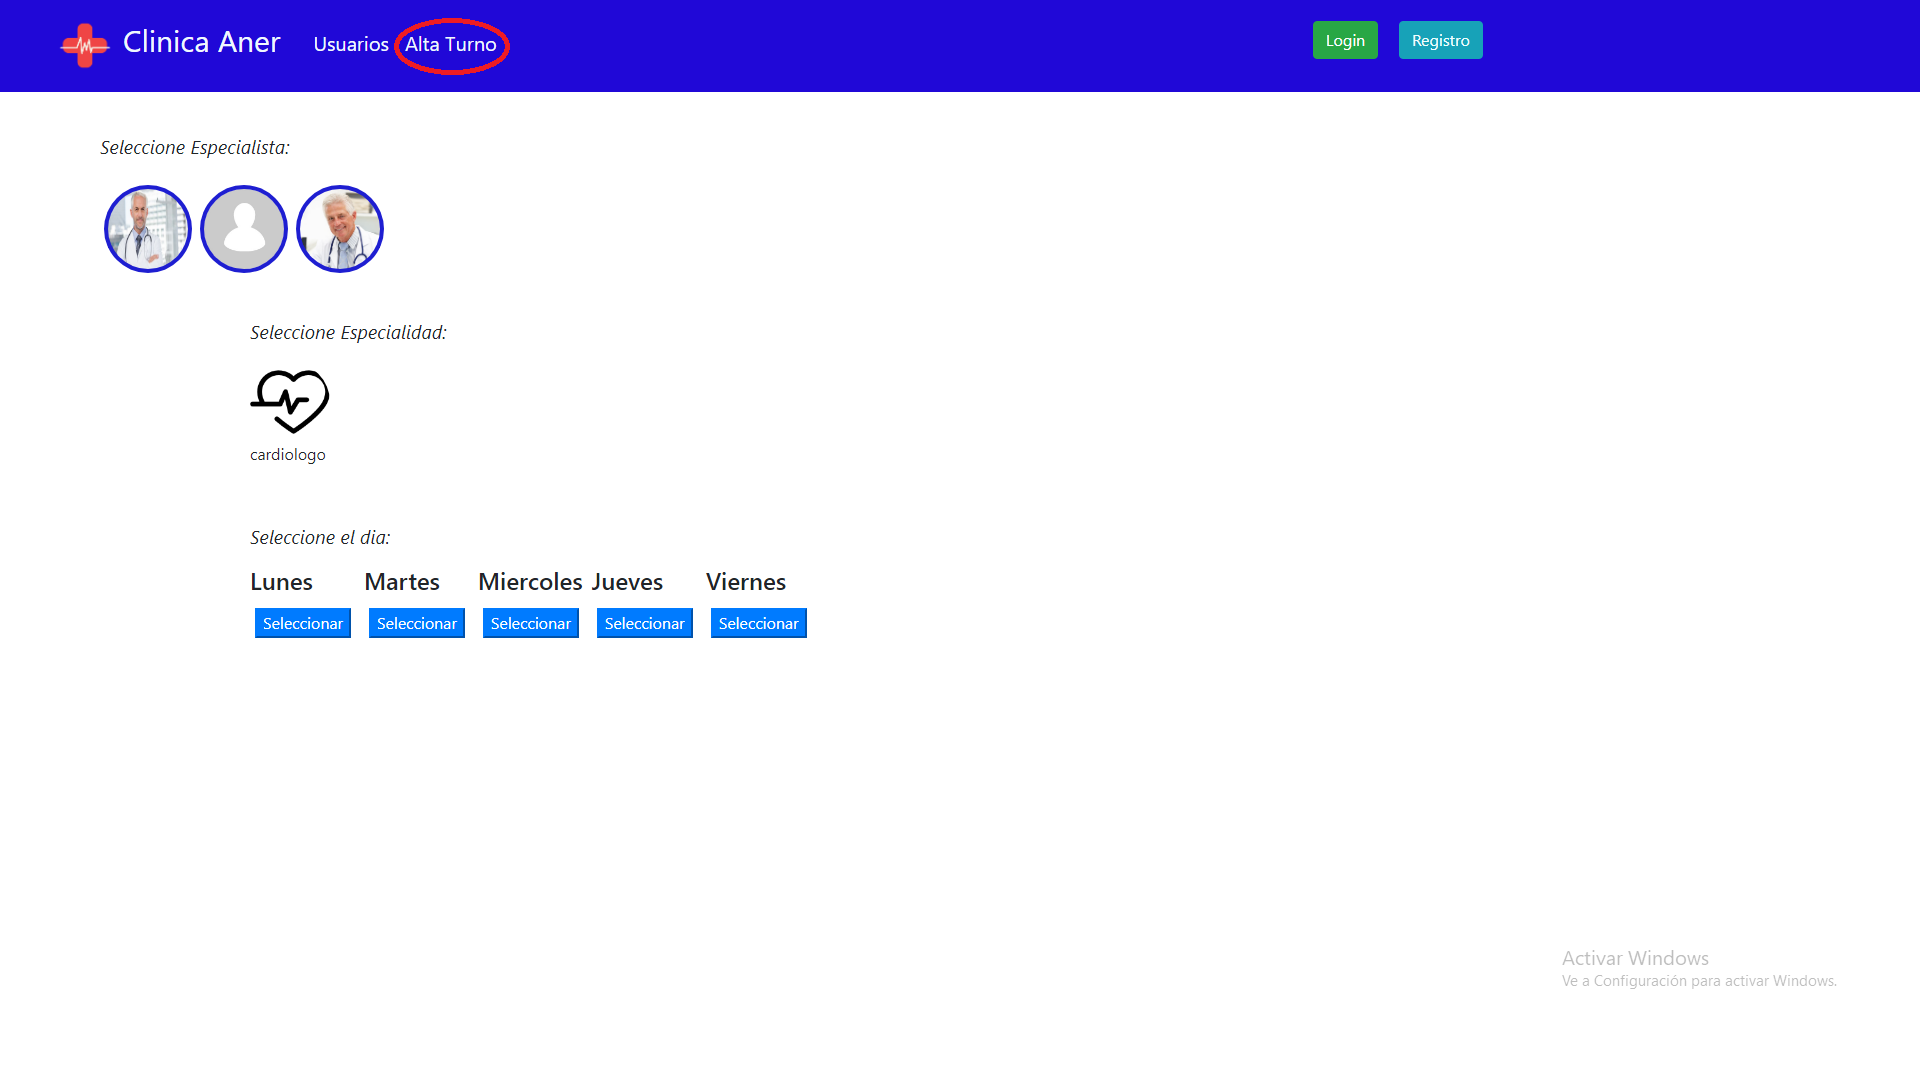 Clinica Aner Usuarios Alta Turno Login Registro
Seleccione Especialista:
Seleccione Especialidad:
cardiologo
Seleccione el dia:
Lunes Martes Miercoles Jueves Viernes
Seleccionar Seleccionar Seleccionar Seleccionar Seleccionar
Activar Windows
Ve a Configuración para activar Windows.